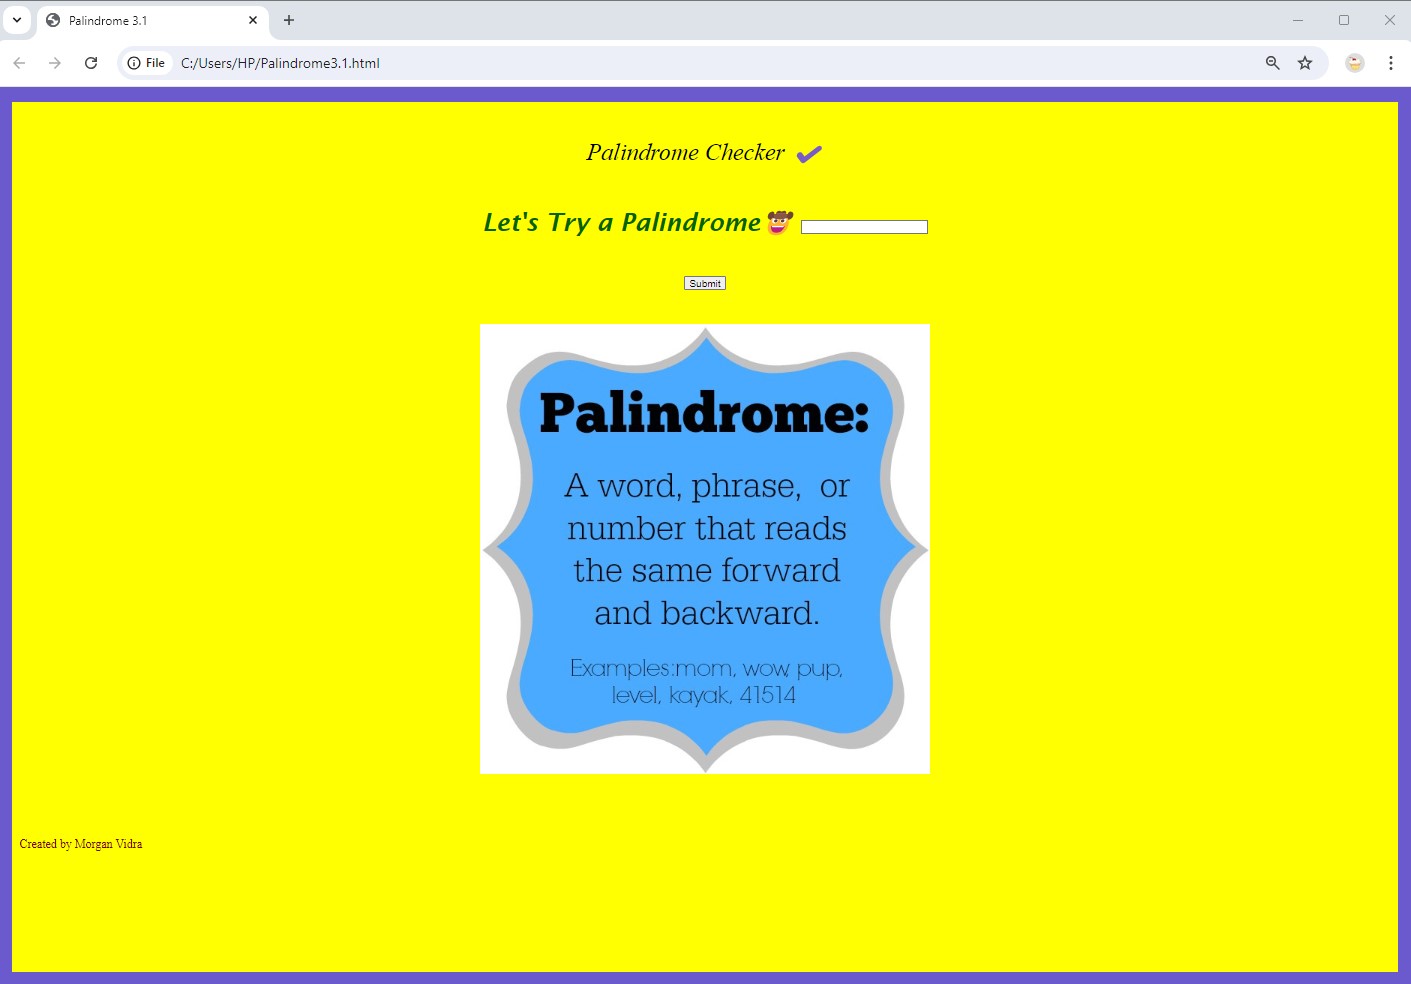 Palindrome 3.1
File C:/Users/HP/Palindrome3.1.html
Palindrome Checker ✔
Let's Try a Palindrome🤠
Submit
Palindrome:
A word, phrase, or
number that reads
the same forward
and backward.
Examples:mom, wow, pup,
level, kayak, 41514
Created by Morgan Vidra